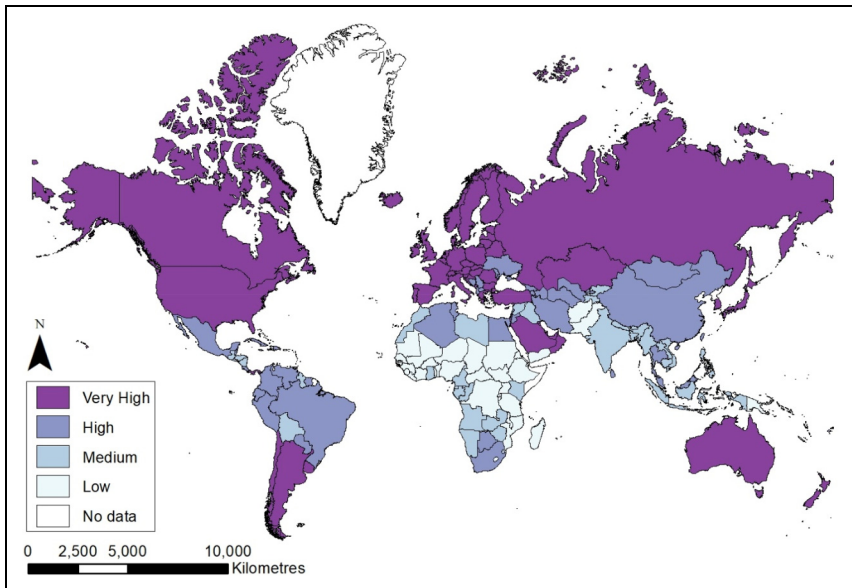 N
Very High
High
Medium
Low
No data
0 2,500 5,000 10,000
Kilometres